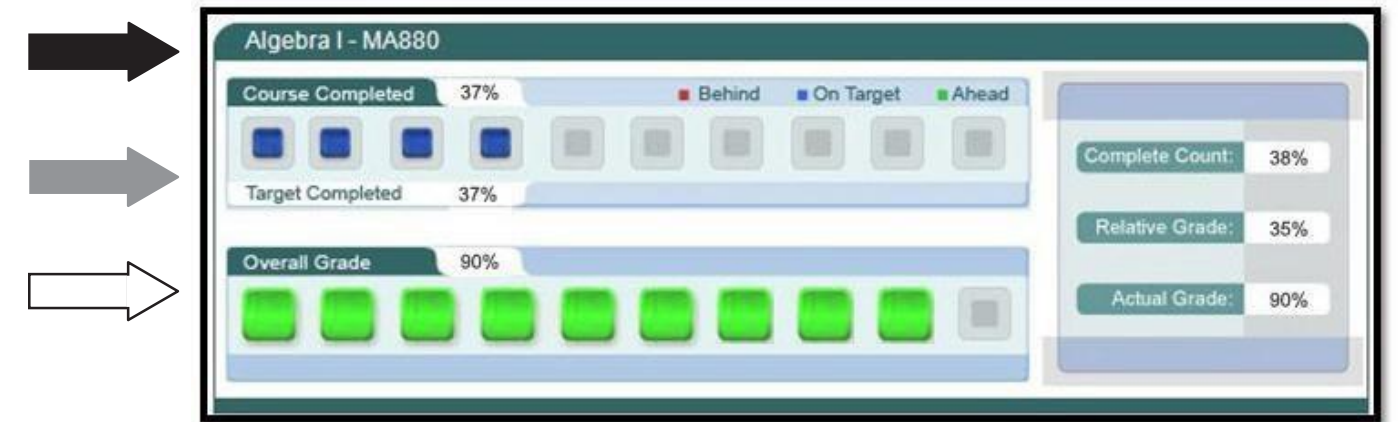 Algebra I - MA880
Course Completed 37% Behind On Target Ahead
Target Completed 37%
Overall Grade 90%
Complete Count: 38%
Relative Grade: 35%
Actual Grade: 90%